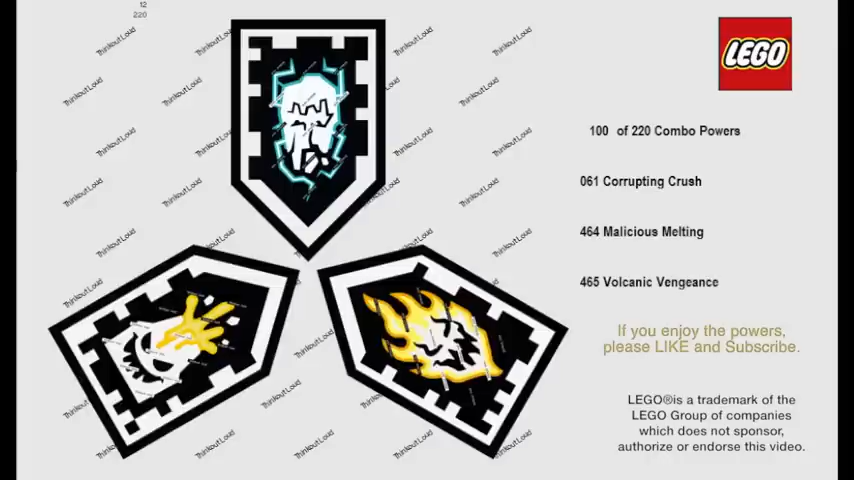 12
220
LEGO
100 of 220 Combo Powers
061 Corrupting Crush
464 Malicious Melting
465 Volcanic Vengeance
If you enjoy the powers,
please LIKE and Subscribe.
LEGO®is a trademark of the
LEGO Group of companies
which does not sponsor,
authorize or endorse this video.
ThinkoutLoud